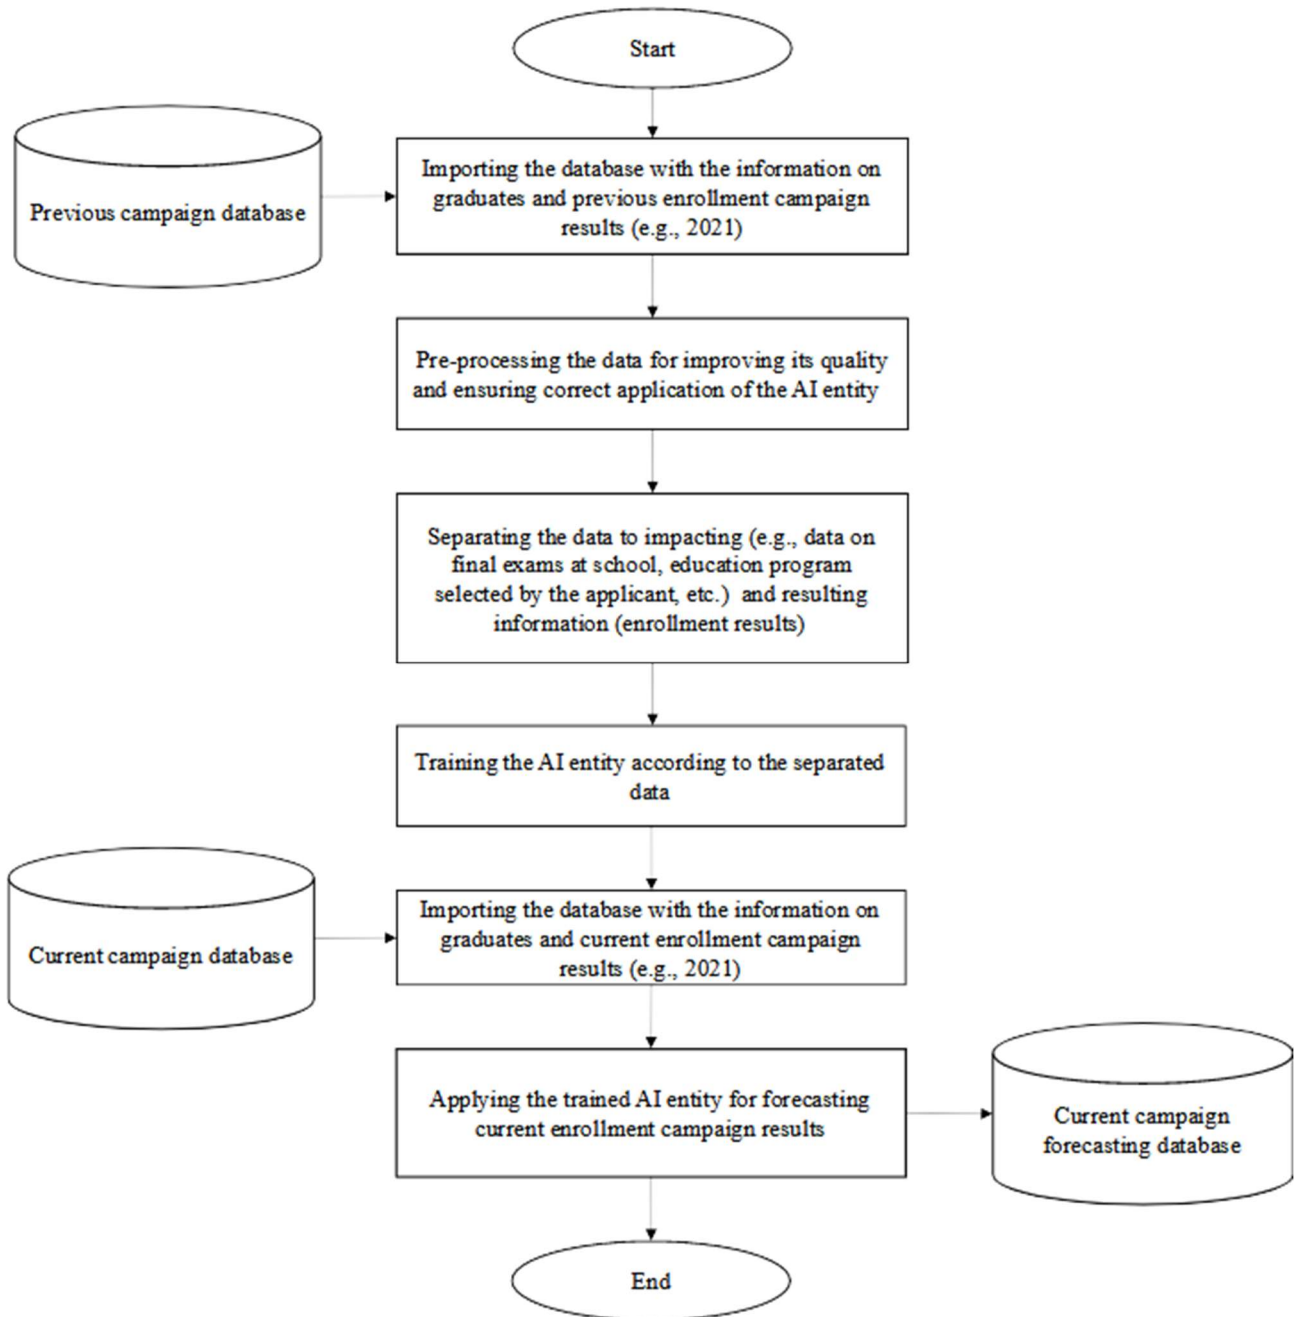 Start
Previous campaign database
Importing the database with the information on
graduates and previous enrollment campaign
results (e.g., 2021)
Pre-processing the data for improving its quality
and ensuring correct application of the AI entity
Separating the data to impacting (e.g., data on
final exams at school, education program
selected by the applicant, etc.) and resulting
information (enrollment results)
Training the AI entity according to the separated
data
Current campaign database
Importing the database with the information on
graduates and current enrollment campaign
results (e.g., 2021)
Applying the trained AI entity for forecasting
current enrollment campaign results
Current campaign
forecasting database
End